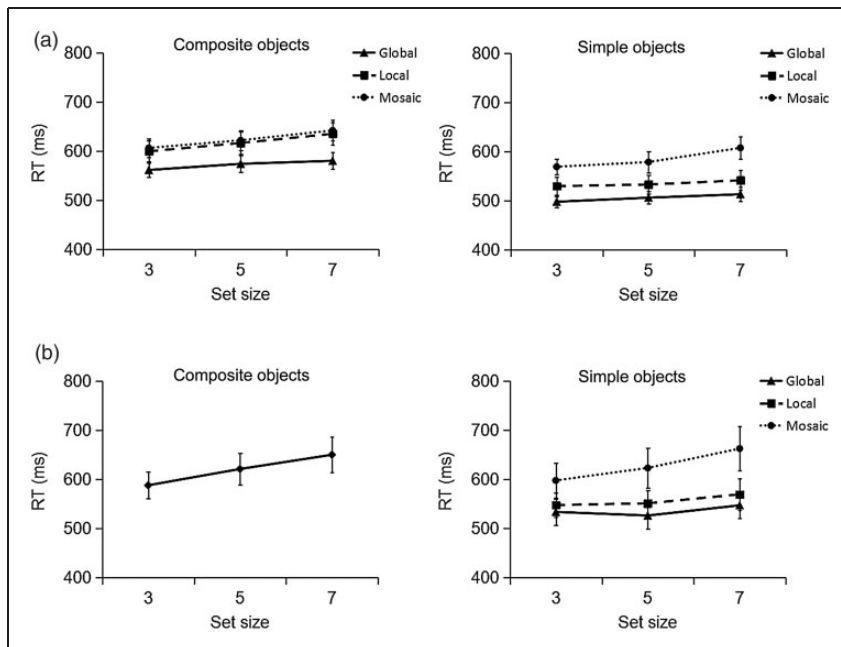 (a)
Composite objects
800
700
600
500
400
RT (ms)
3 5 7
Set size
Global
Local
Mosaic
Simple objects
800
700
600
500
400
RT (ms)
3 5 7
Set size
Global
Local
Mosaic
(b)
Composite objects
800
700
600
500
400
RT (ms)
3 5 7
Set size
Simple objects
800
700
600
500
400
RT (ms)
3 5 7
Set size
Global
Local
Mosaic